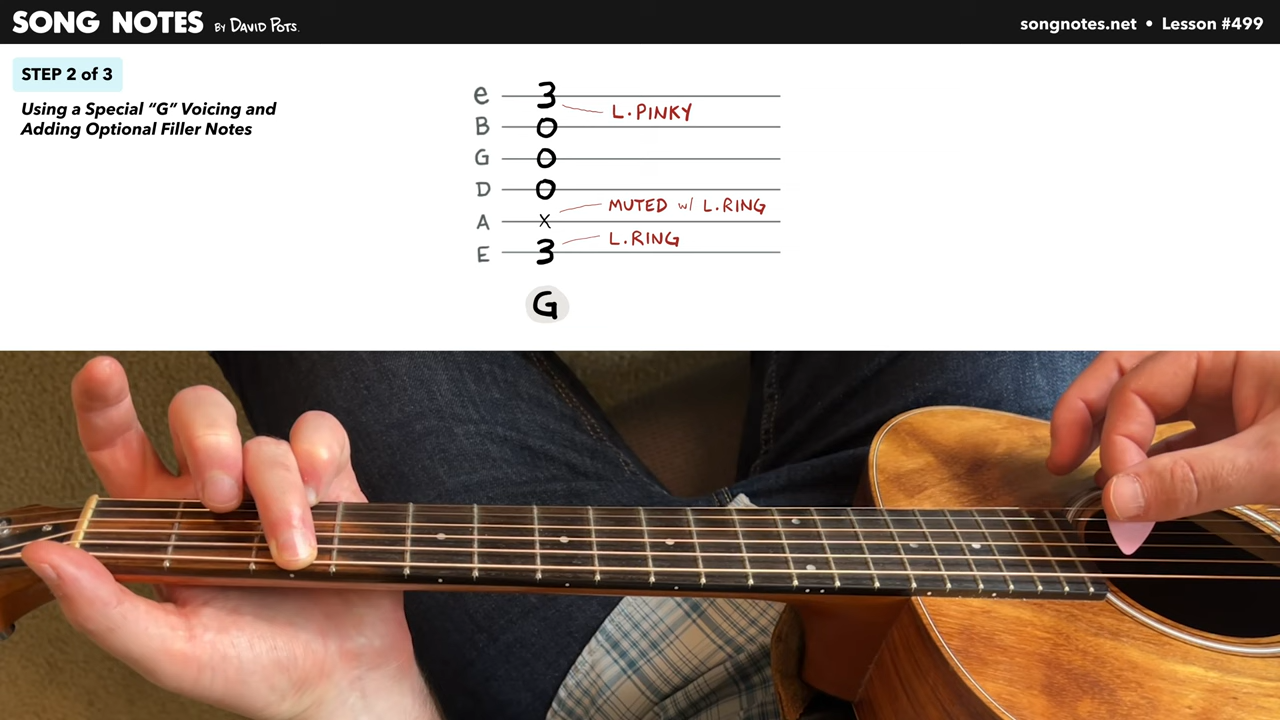 SONG NOTES BY DAVID POTS.
songnotes.net • Lesson #499
STEP 2 of 3
Using a Special “G” Voicing and
Adding Optional Filler Notes
e 3
L.PINKY
B 0
G 0
D 0
MUTED w/ L.RING
A x
L.RING
E 3
G